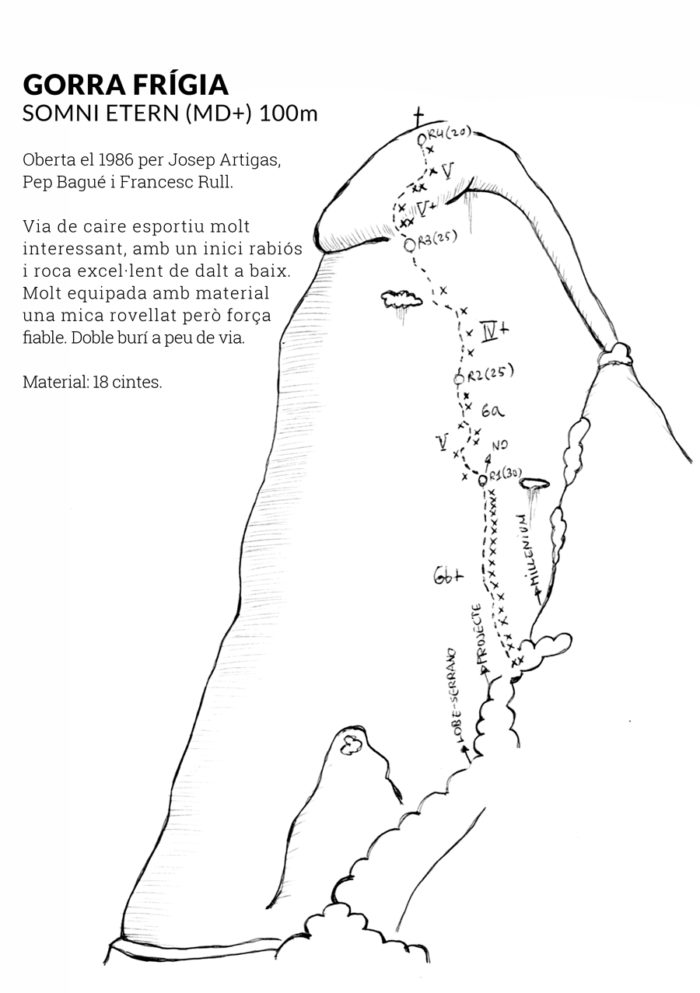 GORRA FRÍGIA
SOMNI ETERN (MD+) 100m
Oberta el 1986 per Josep Artigas,
Pep Bagué i Francesc Rull.
Via de caire esportiu molt
interessant, amb un inici rabiós
i roca excel·lent de dalt a baix.
Molt equipada amb material
una mica rovellat però força
fiable. Doble burí a peu de via.
Material: 18 cintes.
R4(20)
V
V+
R3(25)
IV+
R2(25)
6a
V
NO
R1(30)
MILLENIUM
6b+
PROJECTE
LOBE-SERRANO